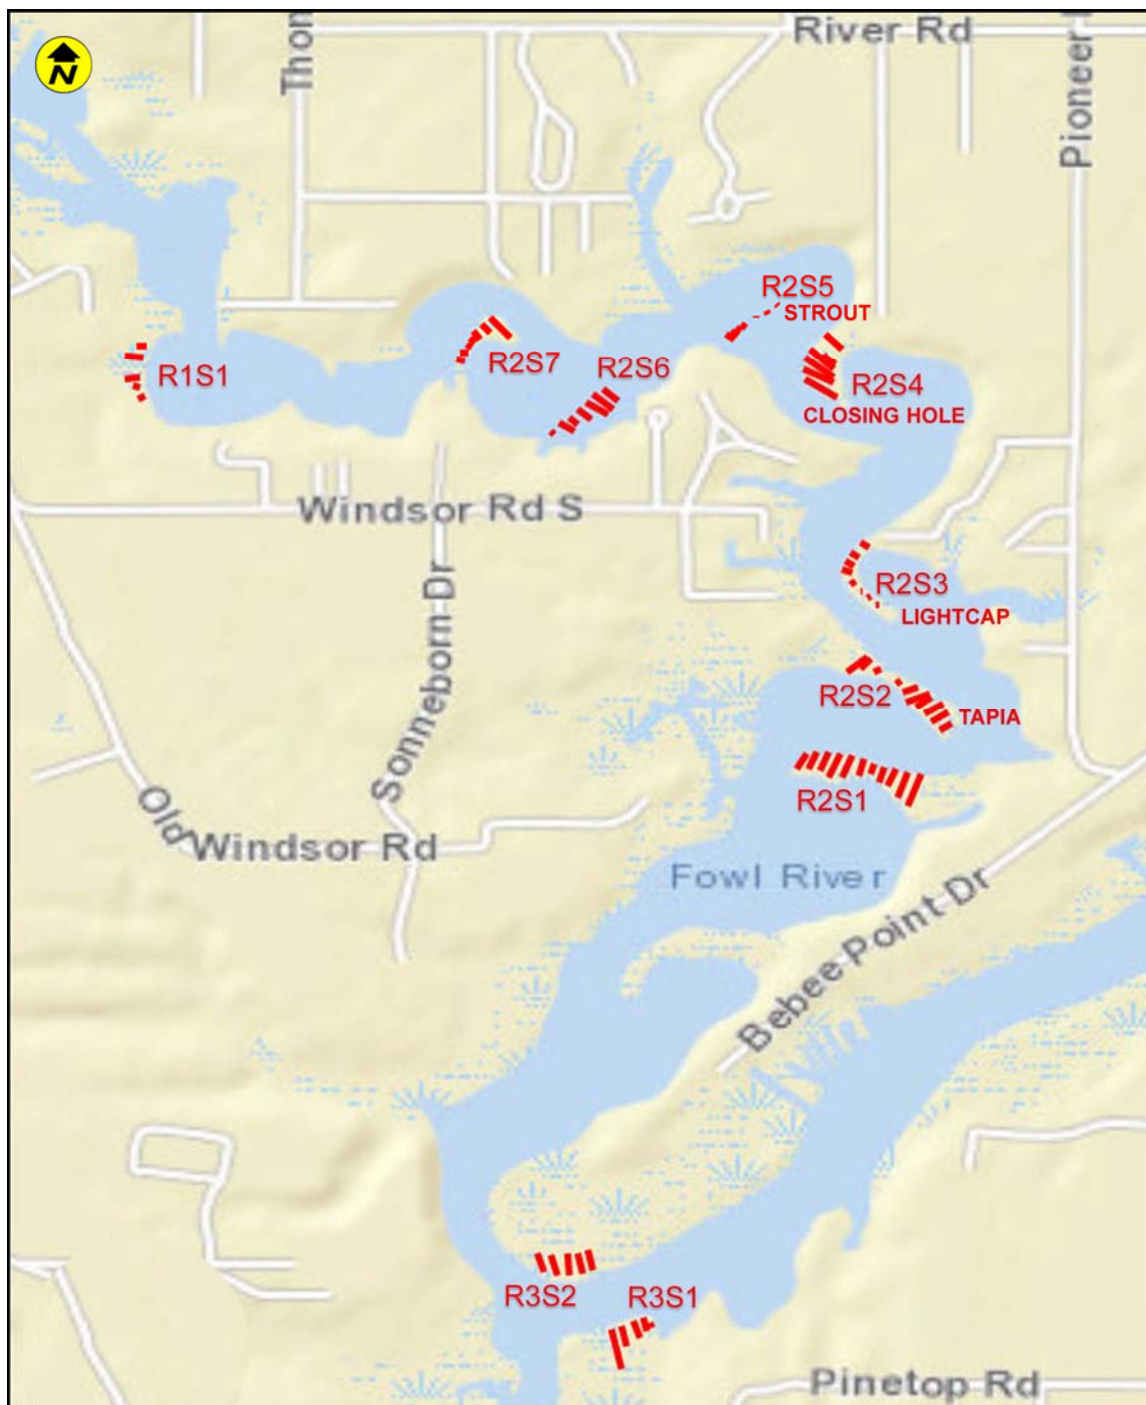 River Rd
Thon
Pioneer
N
R2S5
STROUT
R1S1
R2S7
R2S6
R2S4
CLOSING HOLE
Windsor Rd S
R2S3
LIGHTCAP
Sonneborn Dr
R2S2
TAPIA
R2S1
Old Windsor Rd
Fowl River
Bebee Point Dr
R3S2
R3S1
Pinetop Rd